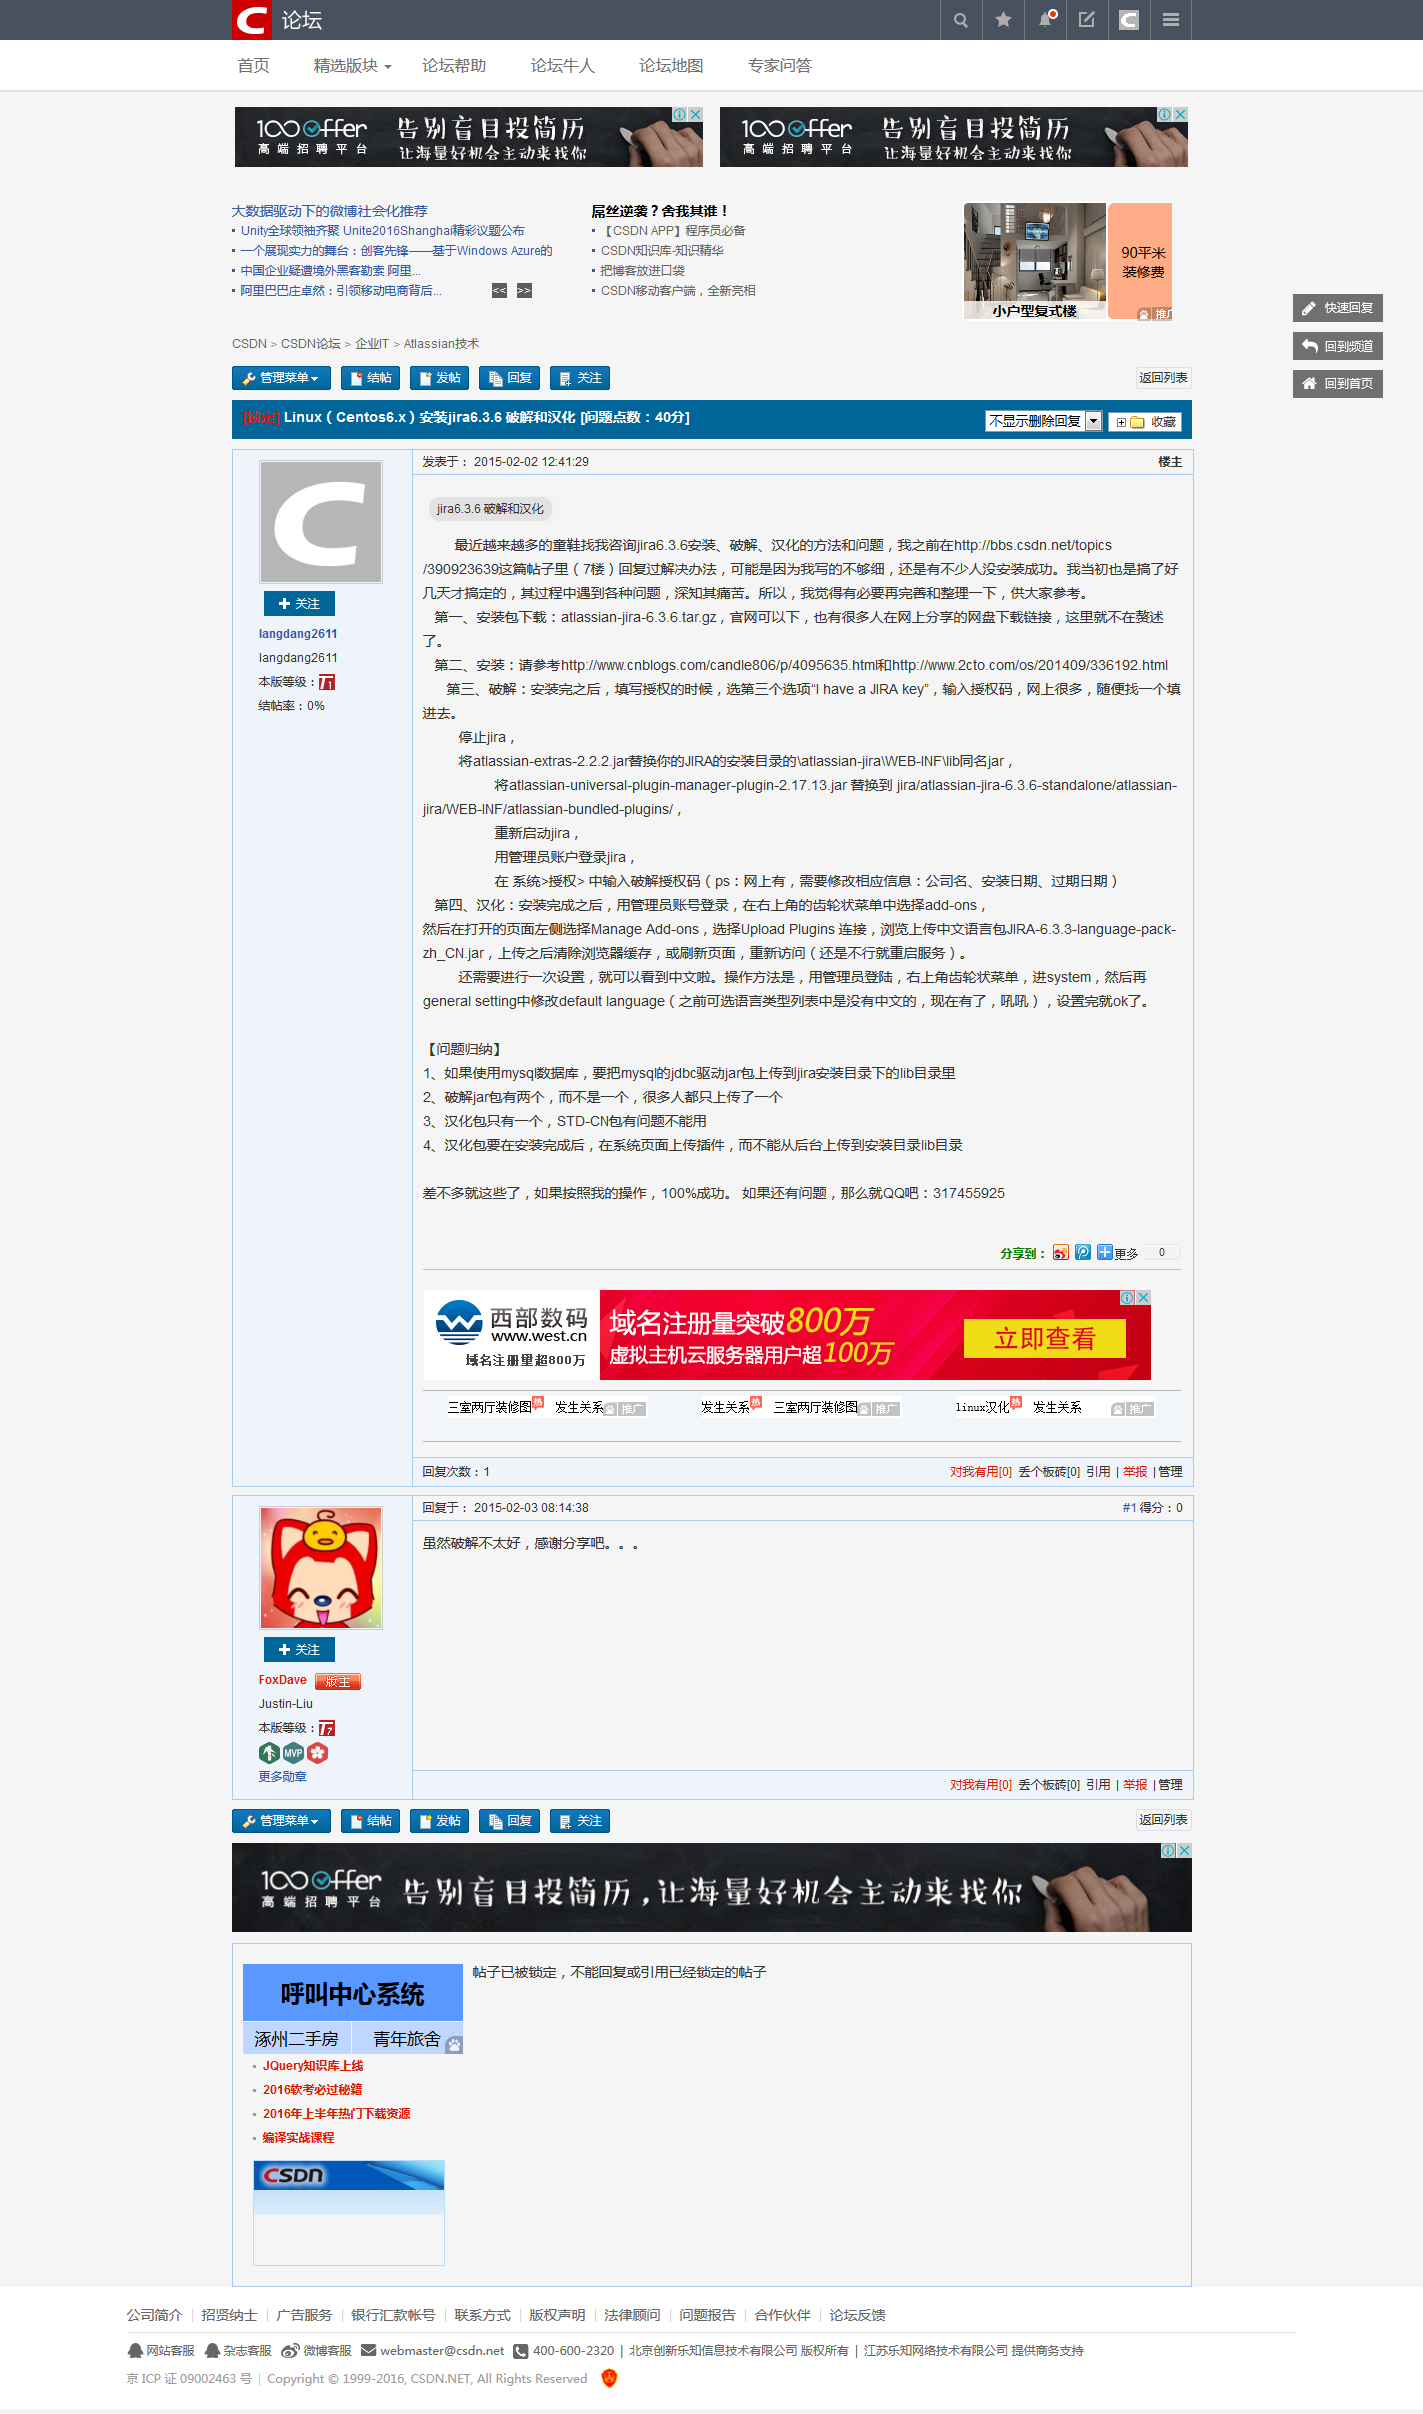 论坛
首页 精选版块 论坛帮助 论坛牛人 论坛地图 专家问答
100offer 高端招聘平台 告别盲目投简历 让海量好机会主动来找你
100offer 高端招聘平台 告别盲目投简历 让海量好机会主动来找你
大数据驱动下的微博社会化推荐
Unity全球领袖齐聚 Unite2016Shanghai精彩议题公布
一个展现实力的舞台：创客先锋——基于Windows Azure的
中国企业疑遭境外黑客勒索 阿里...
阿里巴巴庄卓然：引领移动电商背后...
<< >>
屌丝逆袭？舍我其谁！
【CSDN APP】程序员必备
CSDN知识库-知识精华
把博客放进口袋
CSDN移动客户端，全新亮相
小户型复式楼
90平米
装修费
推广
快速回复
回到频道
回到首页
CSDN > CSDN论坛 > 企业IT > Atlassian技术
管理菜单 结帖 发帖 回复 关注 返回列表
[锁定] Linux（Centos6.x）安装jira6.3.6 破解和汉化 [问题点数：40分] 不显示删除回复 收藏
关注
langdang2611
langdang2611
本版等级：T1
结帖率：0%
发表于： 2015-02-02 12:41:29 楼主
jira6.3.6 破解和汉化
最近越来越多的童鞋找我咨询jira6.3.6安装、破解、汉化的方法和问题，我之前在http://bbs.csdn.net/topics
/390923639这篇帖子里（7楼）回复过解决办法，可能是因为我写的不够细，还是有不少人没安装成功。我当初也是搞了好
几天才搞定的，其过程中遇到各种问题，深知其痛苦。所以，我觉得有必要再完善和整理一下，供大家参考。
第一、安装包下载：atlassian-jira-6.3.6.tar.gz，官网可以下，也有很多人在网上分享的网盘下载链接，这里就不在赘述
了。
第二、安装：请参考http://www.cnblogs.com/candle806/p/4095635.html和http://www.2cto.com/os/201409/336192.html
第三、破解：安装完之后，填写授权的时候，选第三个选项“I have a JIRA key”，输入授权码，网上很多，随便找一个填
进去。
停止jira，
将atlassian-extras-2.2.2.jar替换你的JIRA的安装目录的\atlassian-jira\WEB-INF\lib同名jar，
将atlassian-universal-plugin-manager-plugin-2.17.13.jar 替换到 jira/atlassian-jira-6.3.6-standalone/atlassian-
jira/WEB-INF/atlassian-bundled-plugins/，
重新启动jira，
用管理员账户登录jira，
在 系统>授权> 中输入破解授权码（ps：网上有，需要修改相应信息：公司名、安装日期、过期日期）
第四、汉化：安装完成之后，用管理员账号登录，在右上角的齿轮状菜单中选择add-ons，
然后在打开的页面左侧选择Manage Add-ons，选择Upload Plugins 连接，浏览上传中文语言包JIRA-6.3.3-language-pack-
zh_CN.jar，上传之后清除浏览器缓存，或刷新页面，重新访问（还是不行就重启服务）。
还需要进行一次设置，就可以看到中文啦。操作方法是，用管理员登陆，右上角齿轮状菜单，进system，然后再
general setting中修改default language（之前可选语言类型列表中是没有中文的，现在有了，吼吼），设置完就ok了。
【问题归纳】
1、如果使用mysql数据库，要把mysql的jdbc驱动jar包上传到jira安装目录下的lib目录里
2、破解jar包有两个，而不是一个，很多人都只上传了一个
3、汉化包只有一个，STD-CN包有问题不能用
4、汉化包要在安装完成后，在系统页面上传插件，而不能从后台上传到安装目录lib目录
差不多就这些了，如果按照我的操作，100%成功。 如果还有问题，那么就QQ吧：317455925
分享到： 更多 0
西部数码 www.west.cn 域名注册量超800万
域名注册量突破800万
虚拟主机云服务器用户超100万
立即查看
三室两厅装修图 热 发生关系 推广 发生关系 热 三室两厅装修图 推广 linux汉化 热 发生关系 推广
回复次数：1 对我有用[0] 丢个板砖[0] 引用 | 举报 | 管理
关注
FoxDave 版主
Justin-Liu
本版等级：T7
MVP
更多勋章
回复于： 2015-02-03 08:14:38 #1 得分：0
虽然破解不太好，感谢分享吧。。。
对我有用[0] 丢个板砖[0] 引用 | 举报 | 管理
管理菜单 结帖 发帖 回复 关注 返回列表
100offer 高端招聘平台 告别盲目投简历，让海量好机会主动来找你
呼叫中心系统
涿州二手房 青年旅舍
JQuery知识库上线
2016软考必过秘籍
2016年上半年热门下载资源
编译实战课程
CSDN
帖子已被锁定，不能回复或引用已经锁定的帖子
公司简介 | 招贤纳士 | 广告服务 | 银行汇款帐号 | 联系方式 | 版权声明 | 法律顾问 | 问题报告 | 合作伙伴 | 论坛反馈
网站客服 杂志客服 微博客服 webmaster@csdn.net 400-600-2320 | 北京创新乐知信息技术有限公司 版权所有 | 江苏乐知网络技术有限公司 提供商务支持
京 ICP 证 09002463 号 | Copyright © 1999-2016, CSDN.NET, All Rights Reserved